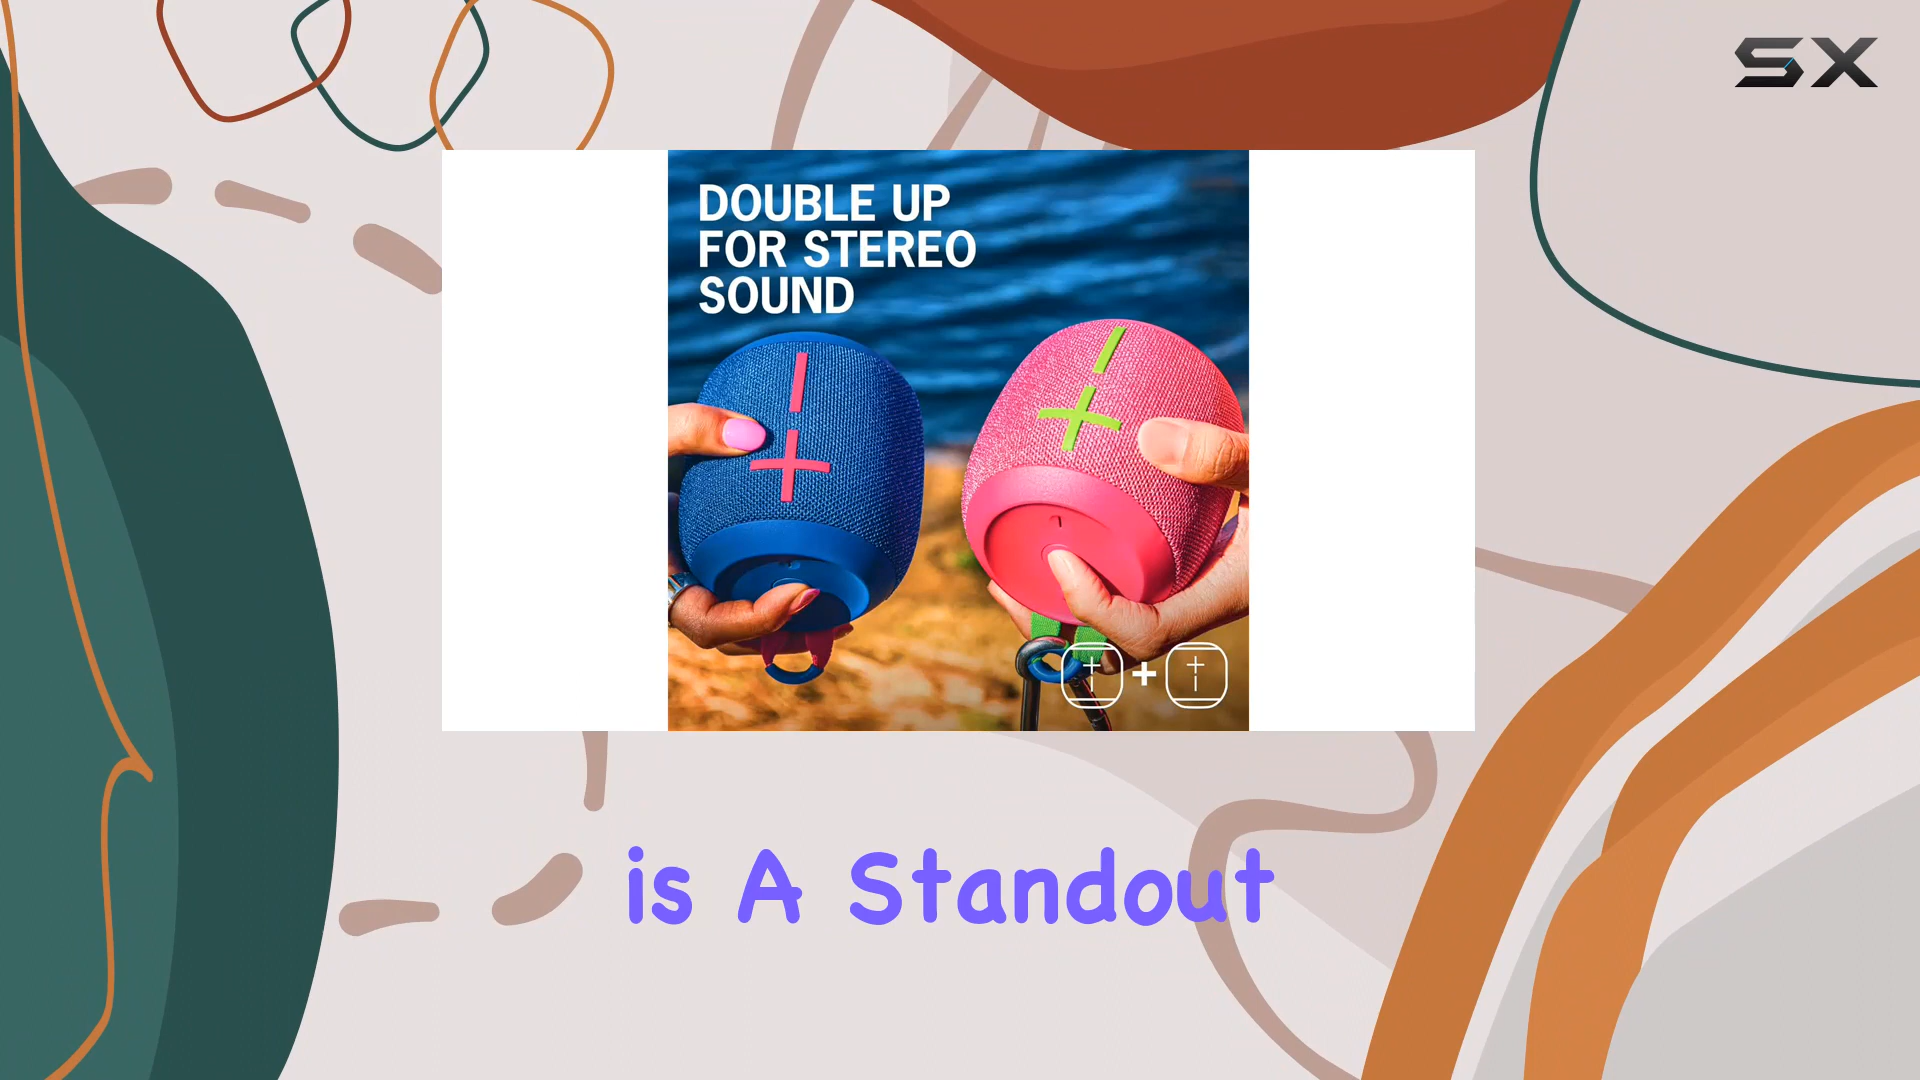 SX
DOUBLE UP
FOR STEREO
SOUND
+
is A Standout